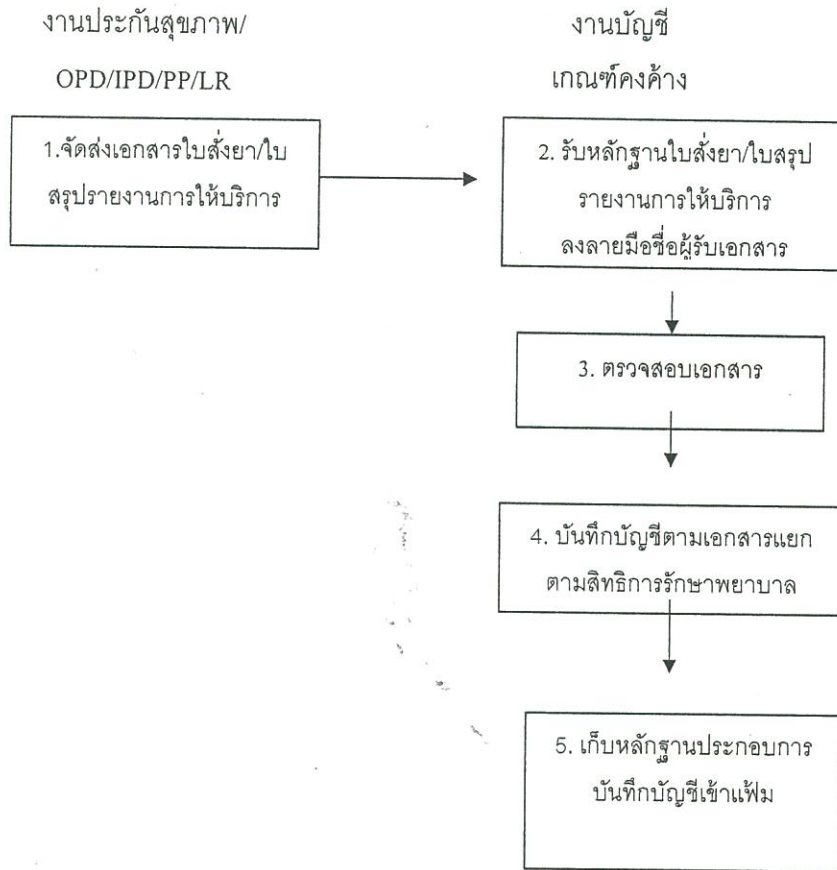 งานประกันสุขภาพ/
OPD/IPD/PP/LR
งานบัญชี
เกณฑ์คงค้าง
1.จัดส่งเอกสารใบสั่งยา/ใบ
สรุปรายงานการให้บริการ
2. รับหลักฐานใบสั่งยา/ใบสรุป
รายงานการให้บริการ
ลงลายมือชื่อผู้รับเอกสาร
3. ตรวจสอบเอกสาร
4. บันทึกบัญชีตามเอกสารแยก
ตามสิทธิการรักษาพยาบาล
5. เก็บหลักฐานประกอบการ
บันทึกบัญชีเข้าแฟ้ม